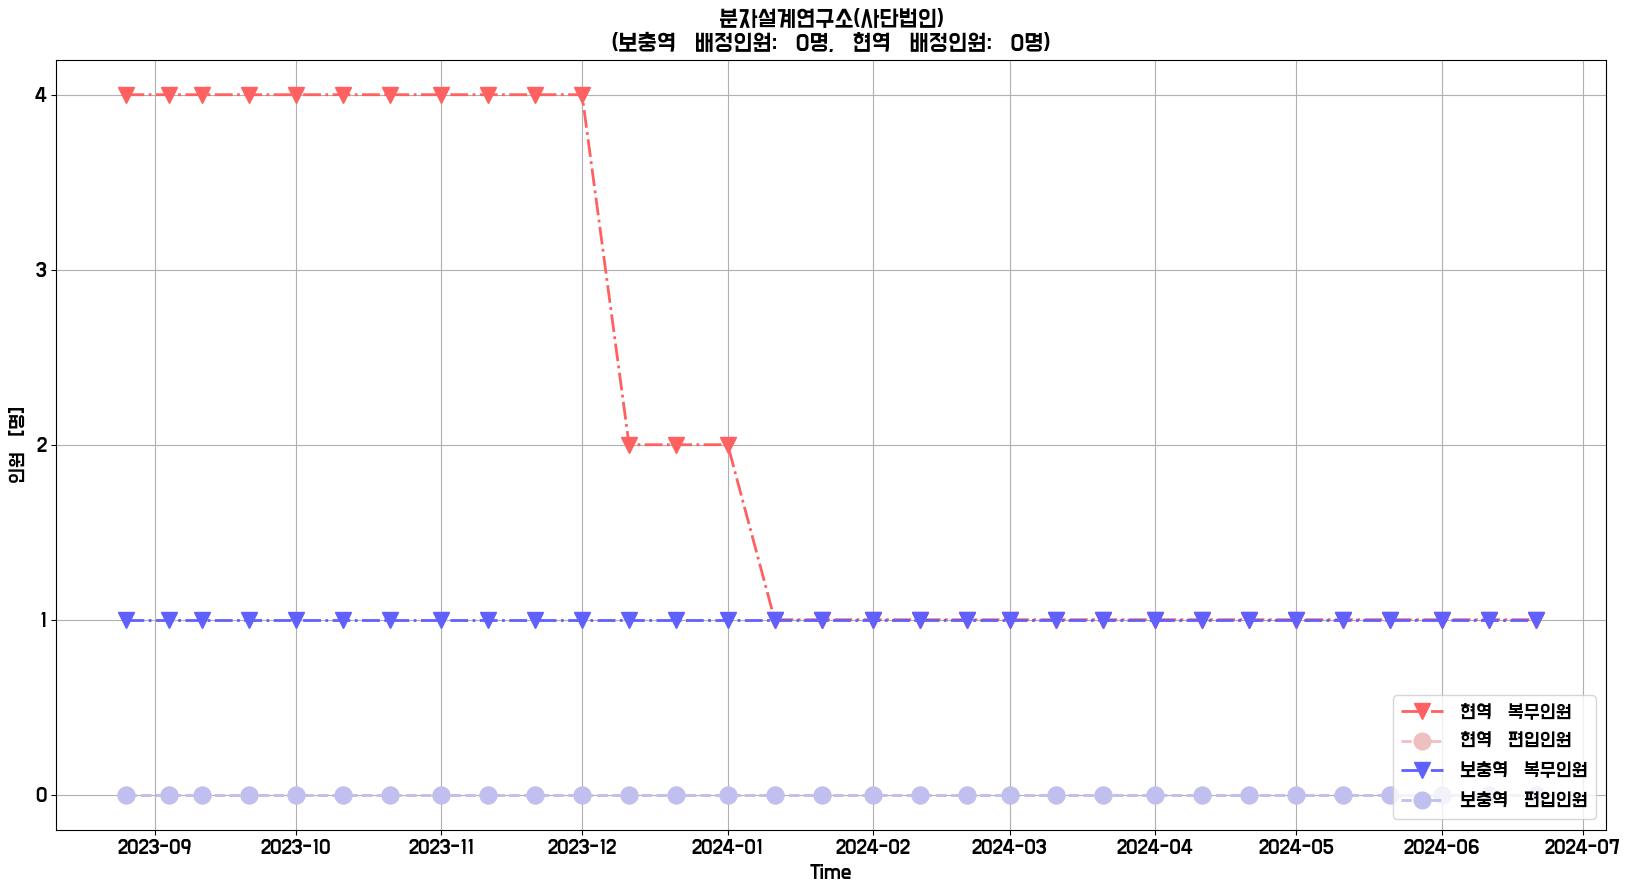 분자설계연구소(사단법인)
(보충역 배정인원: 0명, 현역 배정인원: 0명)
4
3
2
1
0
인원 [명]
2023-09
2023-10
2023-11
2023-12
2024-01
2024-02
2024-03
2024-04
2024-05
2024-06
2024-07
Time
현역 복무인원
현역 편입인원
보충역 복무인원
보충역 편입인원